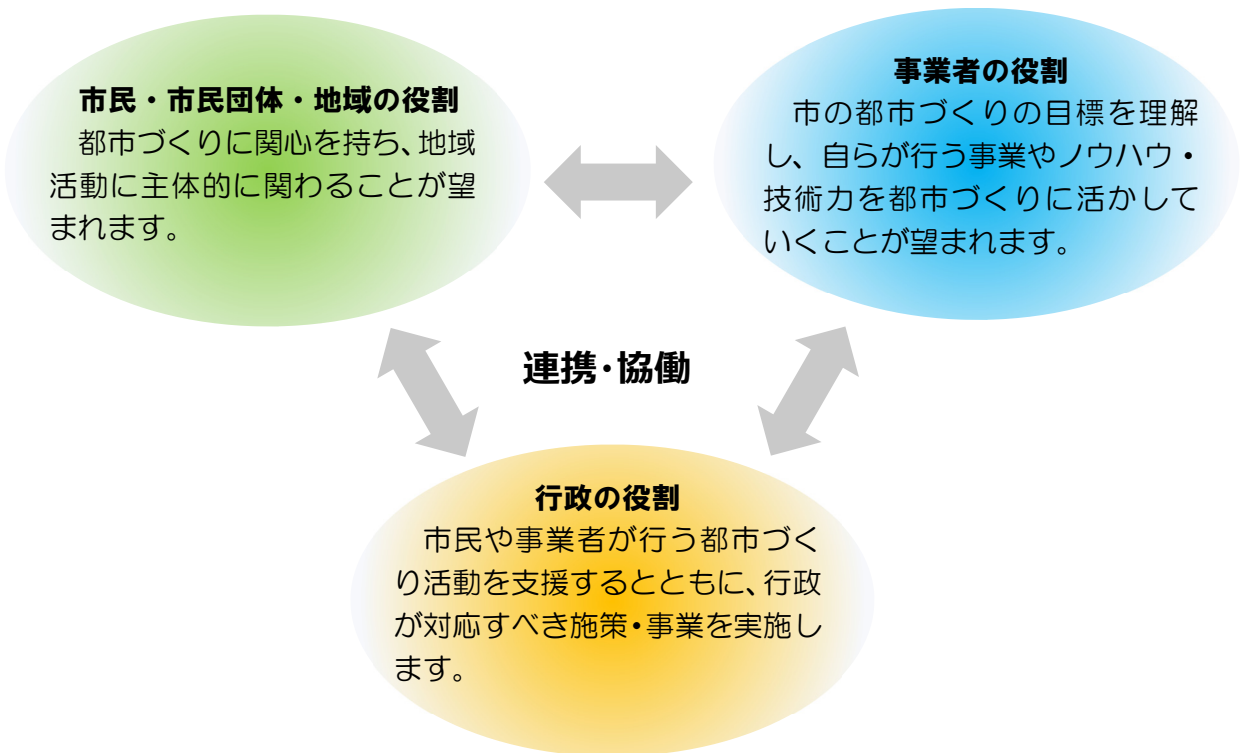 市民・市民団体・地域の役割
都市づくりに関心を持ち、地域
活動に主体的に関わることが望
まれます。
事業者の役割
市の都市づくりの目標を理解
し、自らが行う事業やノウハウ・
技術力を都市づくりに活かして
いくことが望まれます。
連携・協働
行政の役割
市民や事業者が行う都市づく
り活動を支援するとともに、行政
が対応すべき施策・事業を実施し
ます。